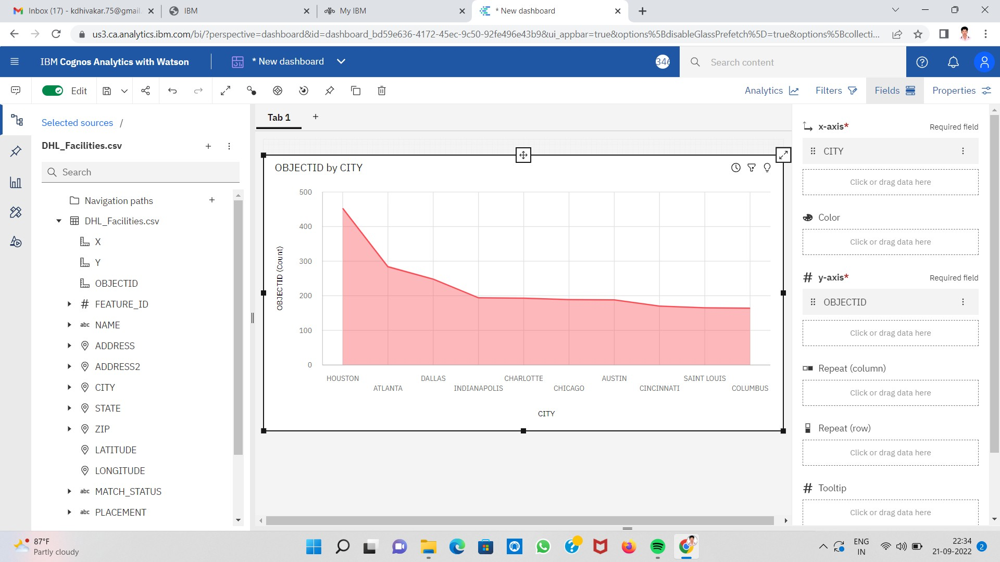 Inbox (17) - kdhivakar.75@gmail.
IBM
My IBM
* New dashboard
us3.ca.analytics.ibm.com/bi/?perspective=dashboard&id=dashboard_bd59e636-4172-45ec-9c50-92fe496e43b9&ui_appbar=true&options%5BdisableGlassPrefetch%5D=true&options%5Bcollecti...
IBM Cognos Analytics with Watson
* New dashboard
346
Search content
Edit
Analytics
Filters
Fields
Properties
Selected sources /
DHL_Facilities.csv
Search
Navigation paths
DHL_Facilities.csv
X
Y
OBJECTID
# FEATURE_ID
abc NAME
ADDRESS
ADDRESS2
CITY
STATE
ZIP
LATITUDE
LONGITUDE
abc MATCH_STATUS
abc PLACEMENT
Tab 1
OBJECTID by CITY
500
400
300
200
100
0
OBJECTID (Count)
HOUSTON
ATLANTA
DALLAS
INDIANAPOLIS
CHARLOTTE
CHICAGO
AUSTIN
CINCINNATI
SAINT LOUIS
COLUMBUS
CITY
x-axis* Required field
CITY
Click or drag data here
Color
Click or drag data here
# y-axis* Required field
OBJECTID
Click or drag data here
Repeat (column)
Click or drag data here
Repeat (row)
Click or drag data here
# Tooltip
Click or drag data here
87°F
Partly cloudy
ENG
IN
22:34
21-09-2022
2